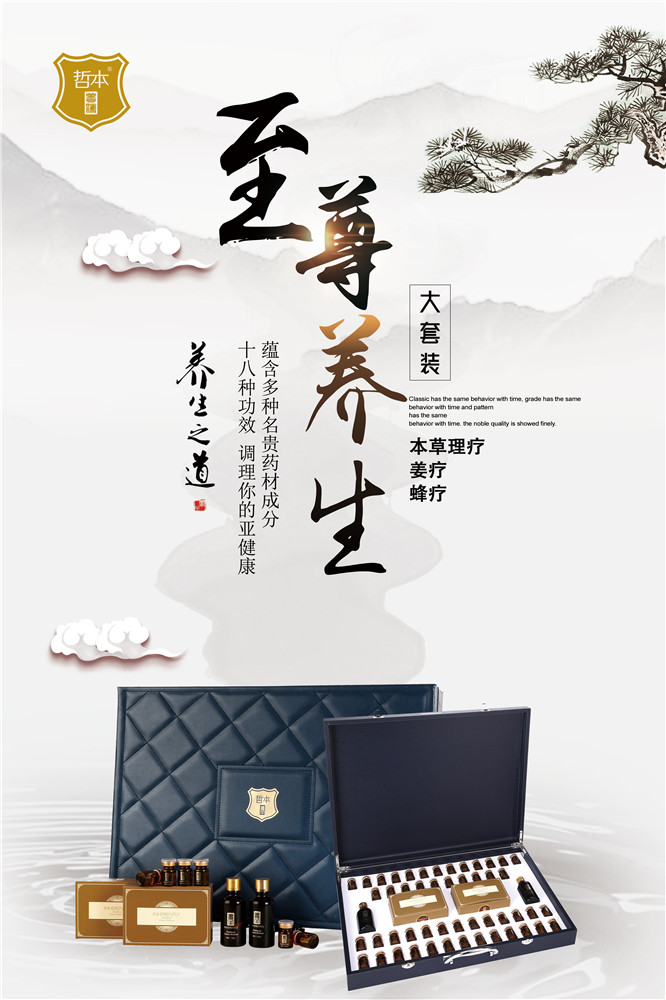 哲本
至尊养生
大套装
Classic has the same behavior with time, grade has the same
behavior with time and pattern
has the same
behavior with time. the noble quality is showed finely.
本草理疗
姜疗
蜂疗
蕴含多种名贵药材成分
十八种功效 调理你的亚健康
养生之道
哲本